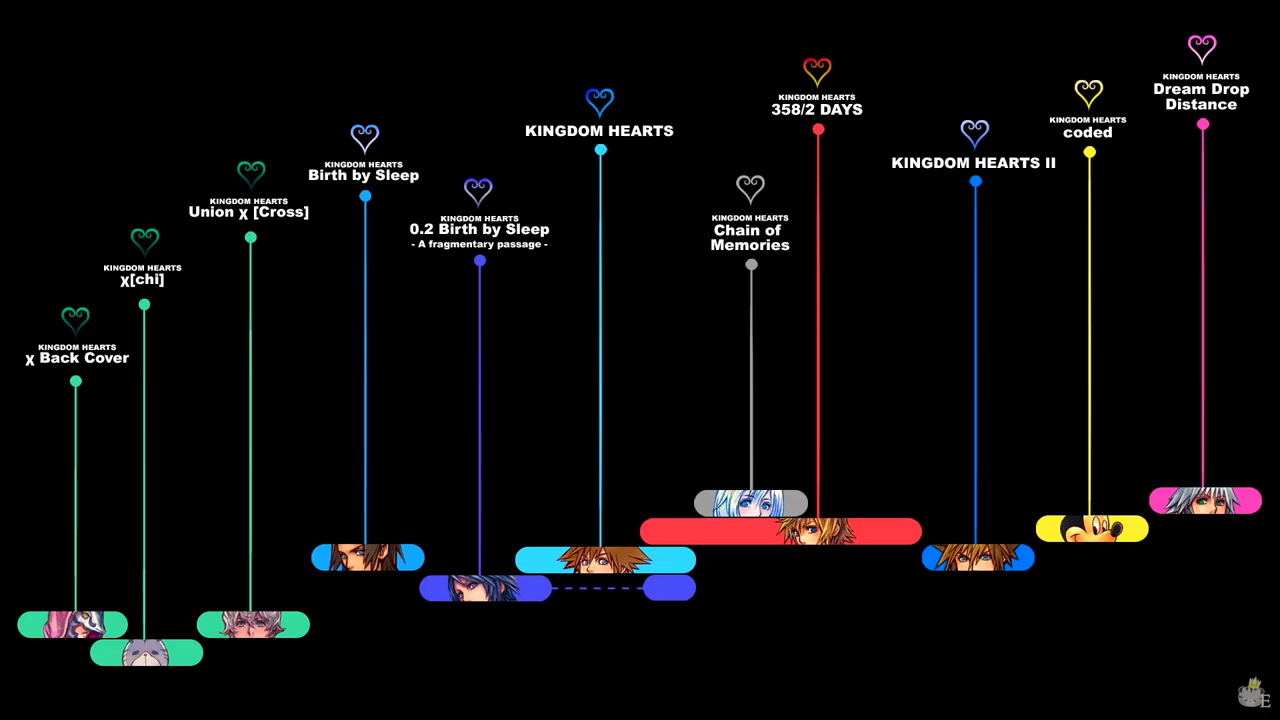 KINGDOM HEARTS
χ Back Cover
KINGDOM HEARTS
χ[chi]
KINGDOM HEARTS
Union χ [Cross]
KINGDOM HEARTS
Birth by Sleep
KINGDOM HEARTS
0.2 Birth by Sleep
- A fragmentary passage -
KINGDOM HEARTS
KINGDOM HEARTS
Chain of
Memories
KINGDOM HEARTS
358/2 DAYS
KINGDOM HEARTS II
KINGDOM HEARTS
coded
KINGDOM HEARTS
Dream Drop
Distance
E